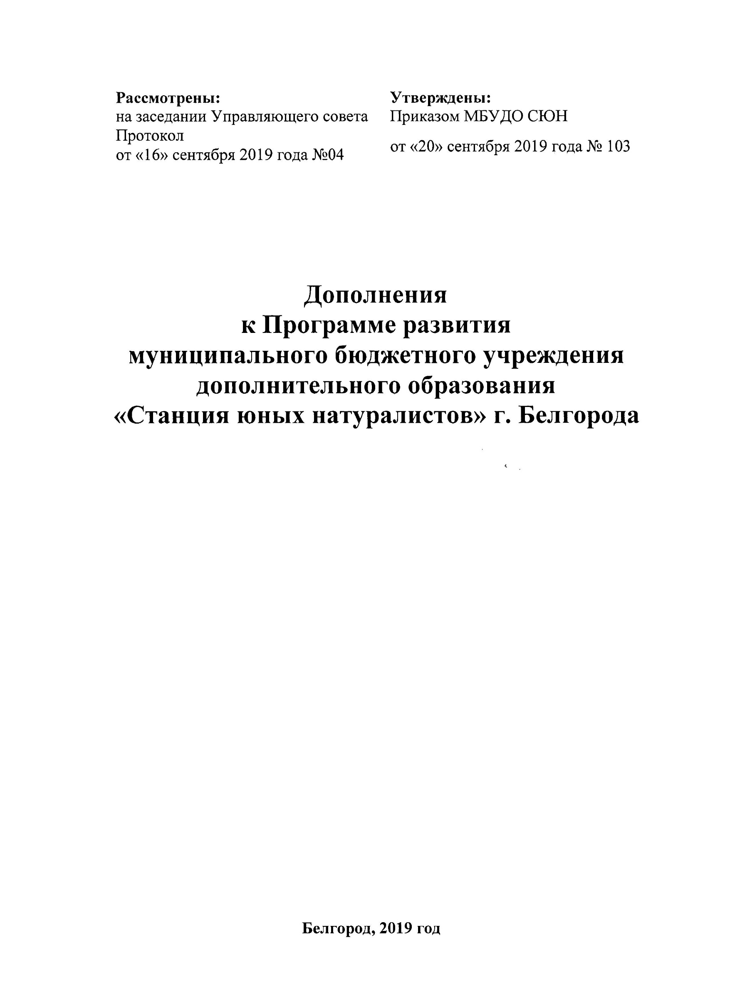 Рассмотрены:
на заседании Управляющего совета
Протокол
от «16» сентября 2019 года №04
Утверждены:
Приказом МБУДО СЮН
от «20» сентября 2019 года № 103
Дополнения
к Программе развития
муниципального бюджетного учреждения
дополнительного образования
«Станция юных натуралистов» г. Белгорода
Белгород, 2019 год